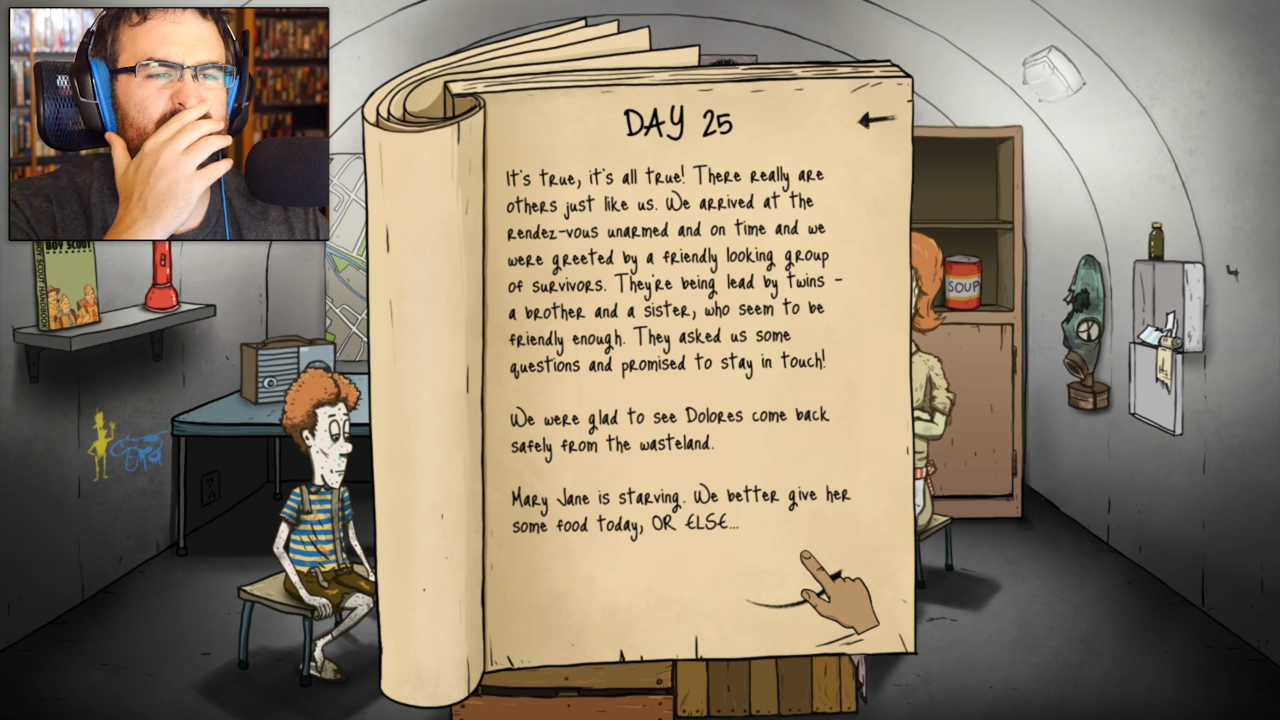 DAY 25
It's true, it's all true! There really are
others just like us. We arrived at the
rendez-vous unarmed and on time and we
were greeted by a friendly looking group
of survivors. They're being lead by twins -
a brother and a sister, who seem to be
friendly enough. They asked us some
questions and promised to stay in touch!
We were glad to see Dolores come back
safely from the wasteland.
Mary Jane is starving. We better give her
some food today, OR ELSE...
BOY SCOUT
BOY SCOUT HANDBOOK
SOUP